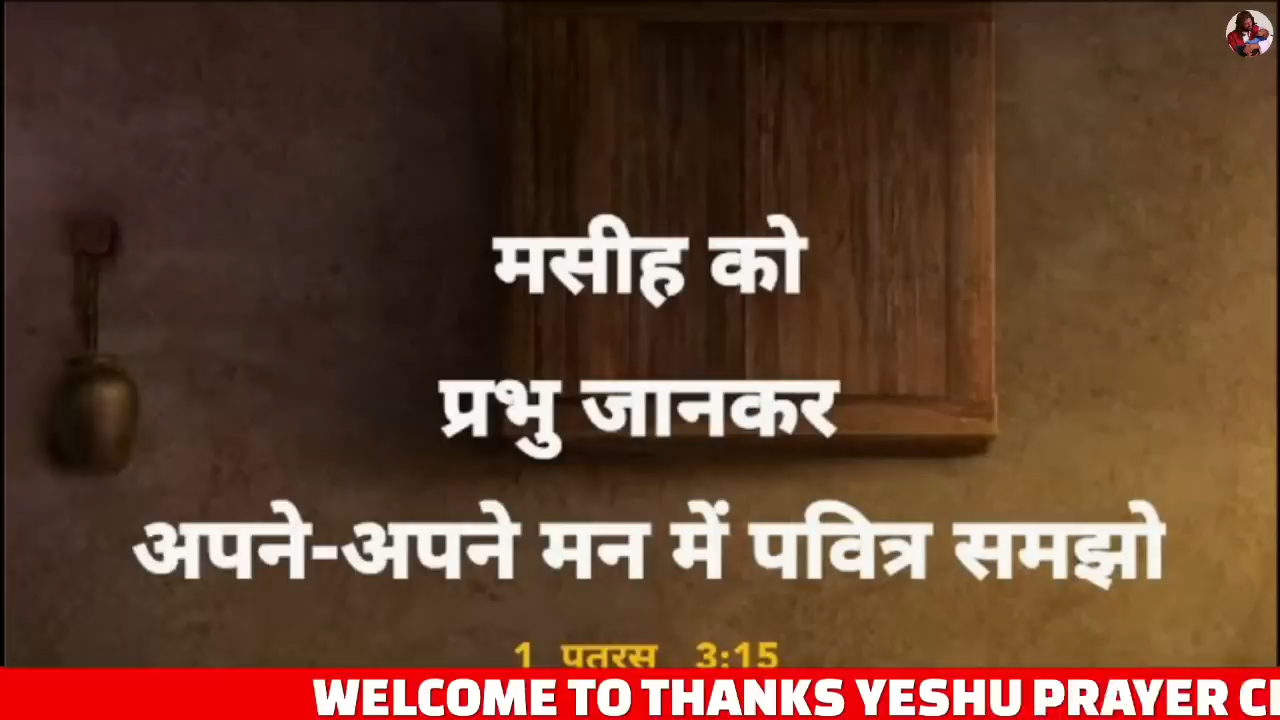 मसीह को
प्रभु जानकर
अपने-अपने मन में पवित्र समझो
1 पतरस 3:15
WELCOME TO THANKS YESHU PRAYER